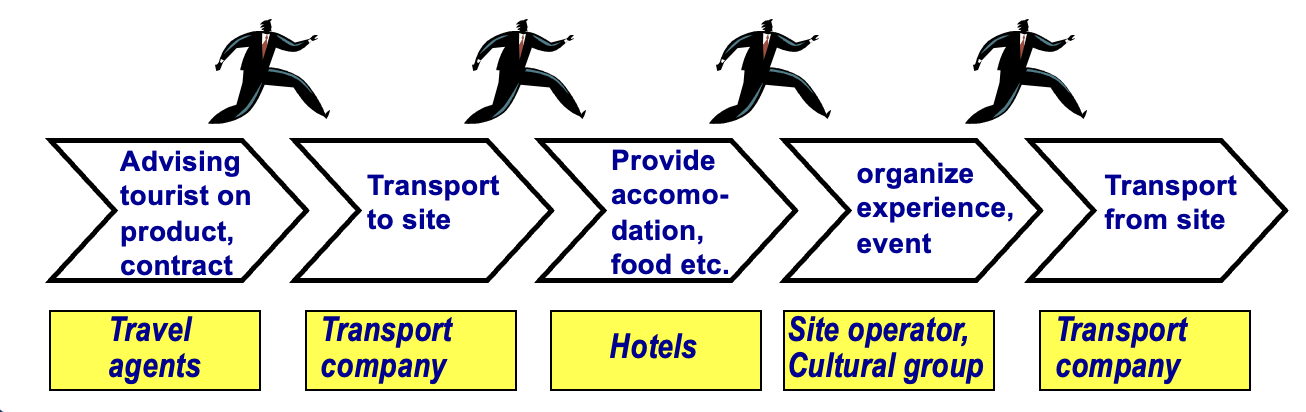 Advising
tourist on
product,
contract
Transport
to site
Provide
accomo-
dation,
food etc.
organize
experience,
event
Transport
from site
Travel
agents
Transport
company
Hotels
Site operator,
Cultural group
Transport
company